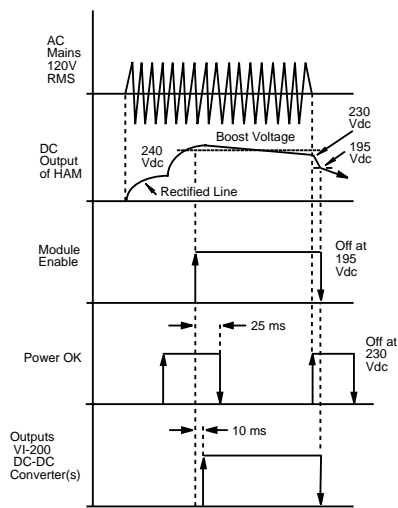 AC
Mains
120V
RMS
230
Vdc
Boost Voltage
DC
Output
of HAM
240
Vdc
195
Vdc
Rectified Line
Module
Enable
Off at
195
Vdc
25 ms
Power OK
Off at
230
Vdc
Outputs
VI-200
DC-DC
Converter(s)
10 ms